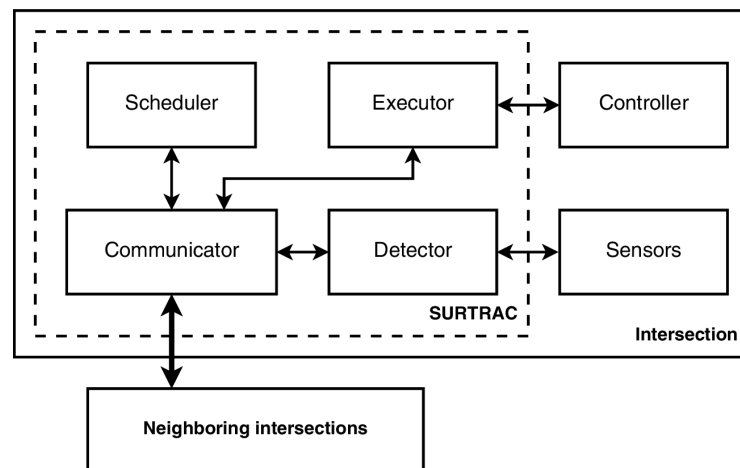 Scheduler
Executor
Controller
Communicator
Detector
Sensors
SURTRAC
Intersection
Neighboring intersections